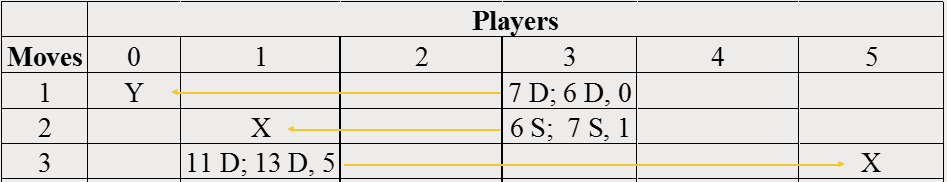 Players
Moves 0 1 2 3 4 5
1 Y 7 D; 6 D, 0
2 X 6 S; 7 S, 1
3 11 D; 13 D, 5 X